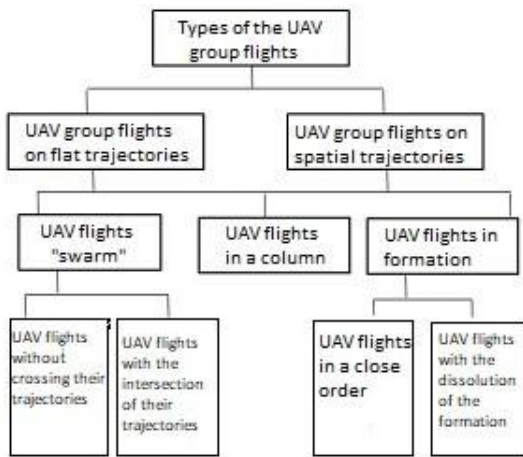 Types of the UAV
group flights
UAV group flights
on flat trajectories
UAV group flights on
spatial trajectories
UAV flights
"swarm"
UAV flights
in a column
UAV flights in
formation
UAV flights
without
crossing their
trajectories
UAV flights
with the
intersection
of their
trajectories
UAV flights
in a close
order
UAV flights
with the
dissolution
of the
formation